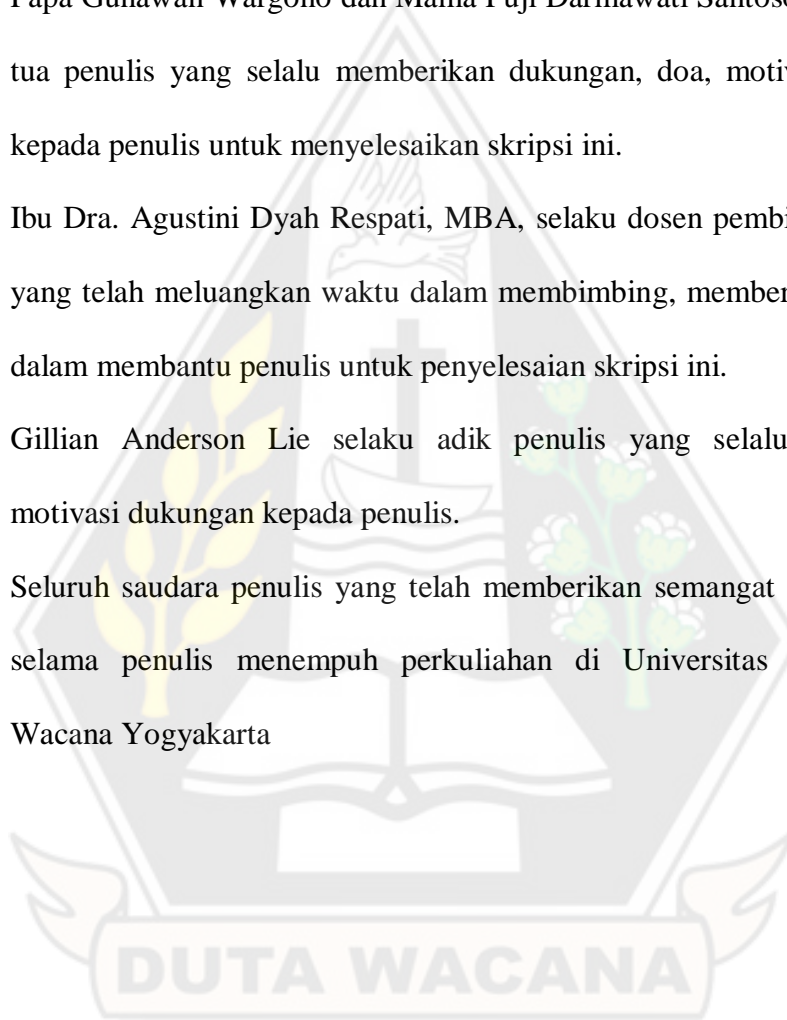 Gunawan Wargono dan Mama Darmawati
tua penulis yang selalu memberikan dukungan, doa, motiv
kepada penulis untuk menyelesaikan skripsi ini.
Ibu Dra. Agustini Dyah Respati, MBA, selaku dosen pembi
yang telah meluangkan waktu dalam membimbing, member
dalam membantu penulis untuk penyelesaian skripsi ini.
Gillian Anderson Lie selaku adik penulis yang selalu
motivasi dukungan kepada penulis.
Seluruh saudara penulis yang telah memberikan semangat
selama penulis menempuh perkuliahan di Universitas
Wacana Yogyakarta
DUTA WACANA